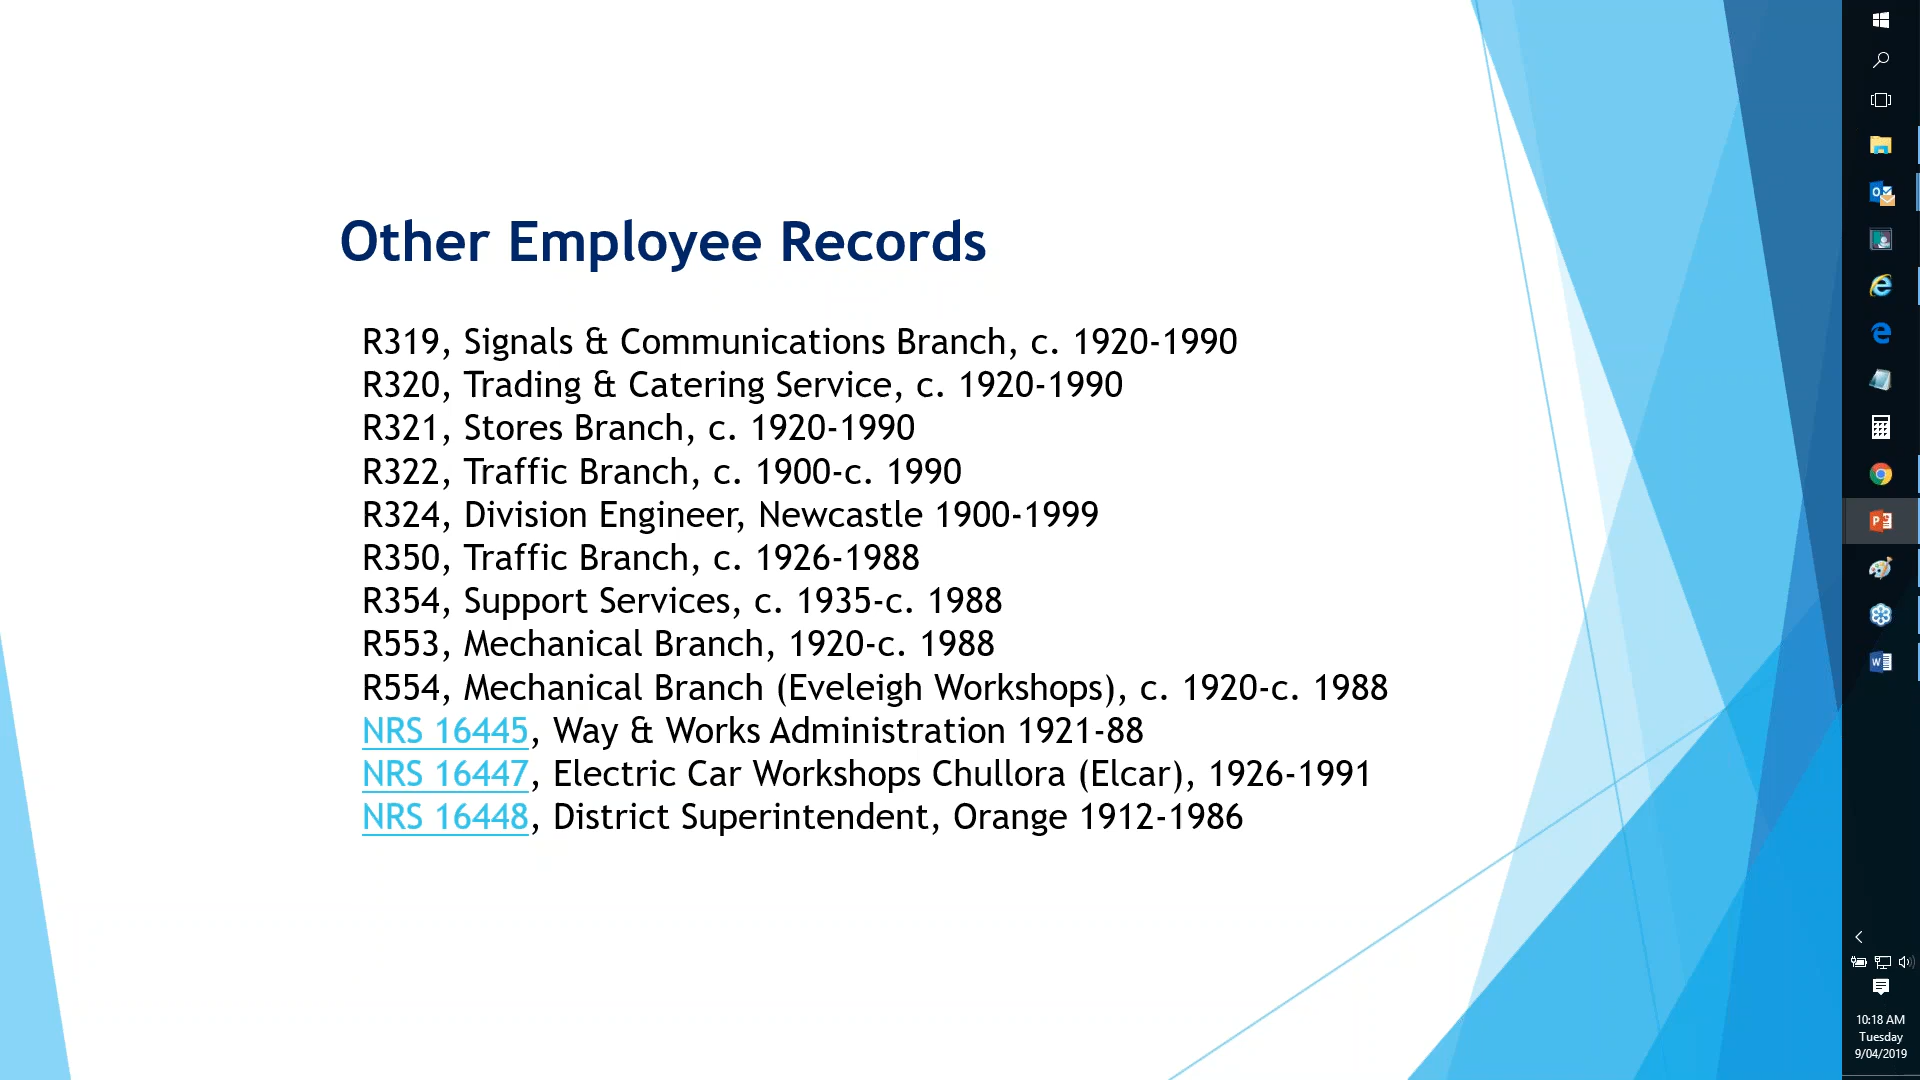 Other Employee Records
R319, Signals & Communications Branch, c. 1920-1990
R320, Trading & Catering Service, c. 1920-1990
R321, Stores Branch, c. 1920-1990
R322, Traffic Branch, c. 1900-c. 1990
R324, Division Engineer, Newcastle 1900-1999
R350, Traffic Branch, c. 1926-1988
R354, Support Services, c. 1935-c. 1988
R553, Mechanical Branch, 1920-c. 1988
R554, Mechanical Branch (Eveleigh Workshops), c. 1920-c. 1988
NRS 16445, Way & Works Administration 1921-88
NRS 16447, Electric Car Workshops Chullora (Elcar), 1926-1991
NRS 16448, District Superintendent, Orange 1912-1986
10:18 AM
Tuesday
9/04/2019